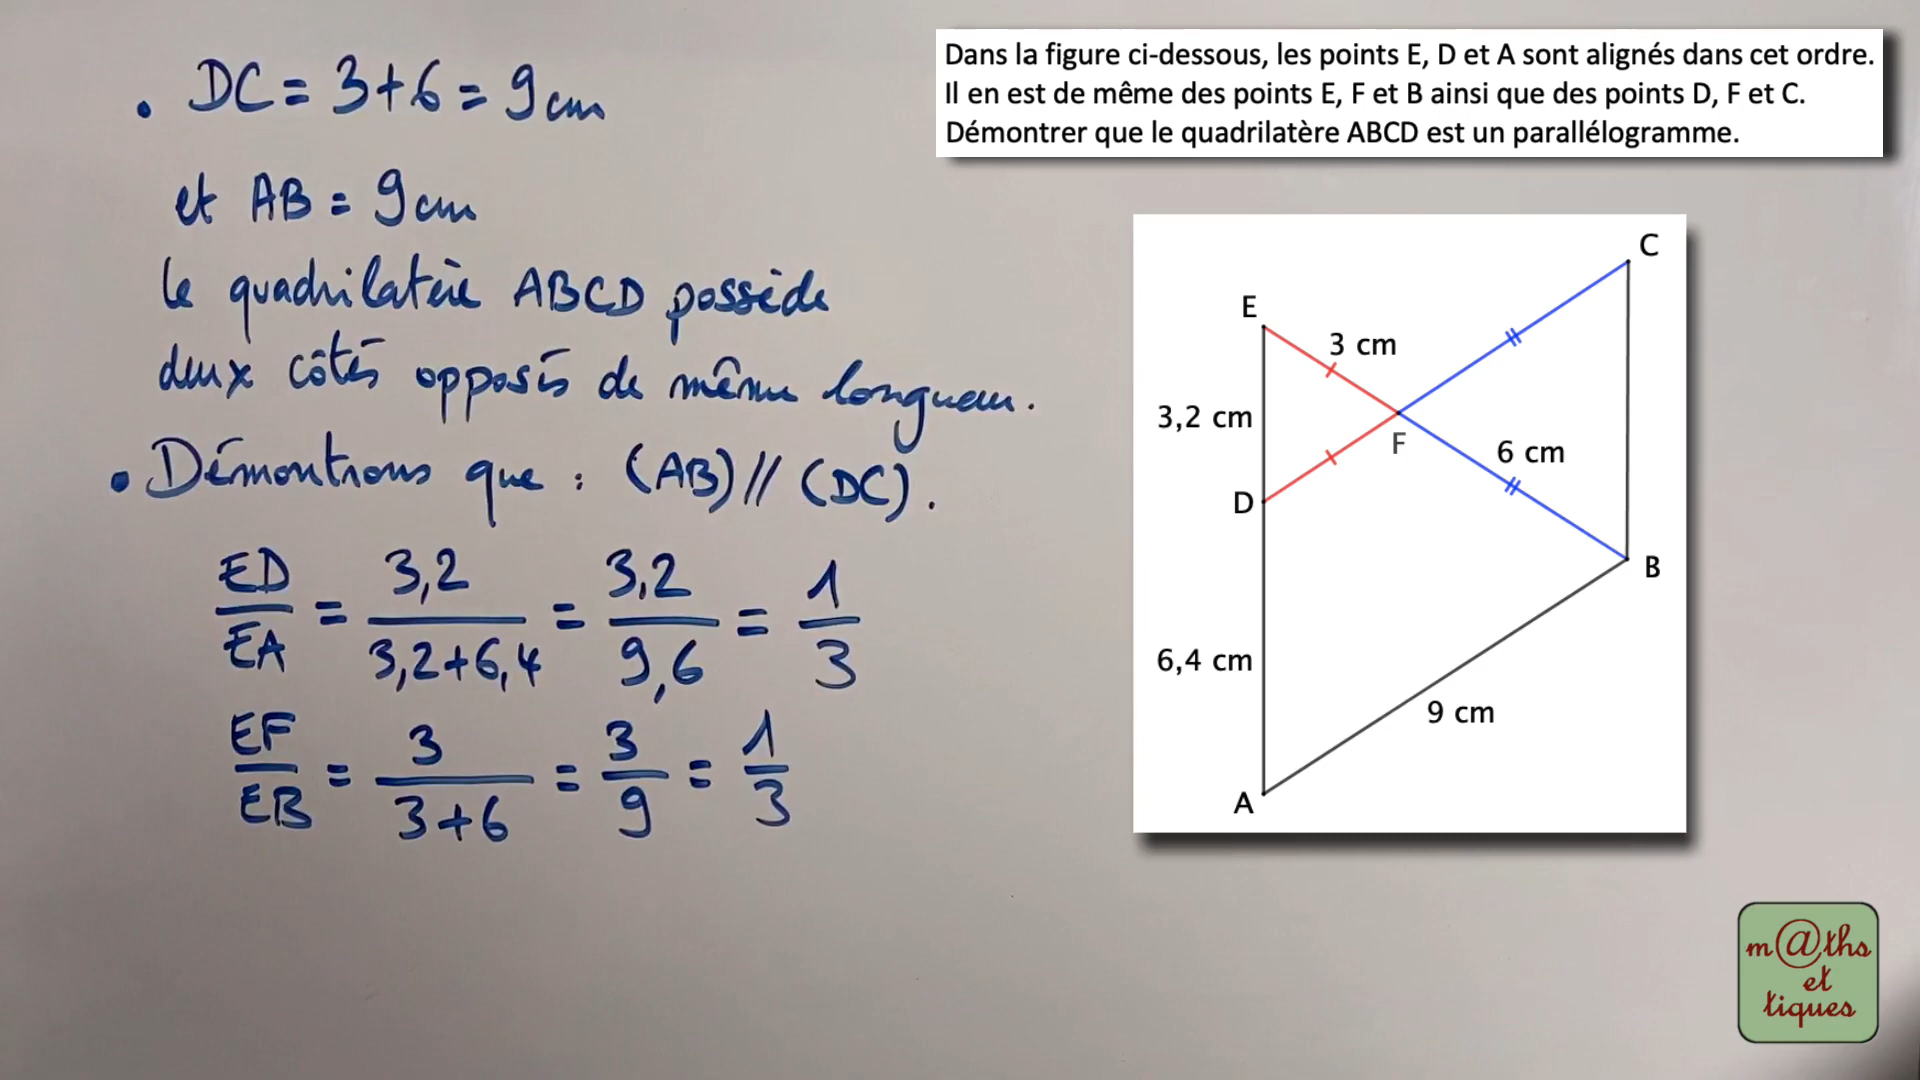 • DC = 3+6 = 9cm
et AB = 9cm
le quadrilatère ABCD possède
deux côtés opposés de même longueur.
• Démontrons que : (AB) // (DC).
ED/EA = 3,2/(3,2+6,4) = 3,2/9,6 = 1/3
EF/EB = 3/(3+6) = 3/9 = 1/3
Dans la figure ci-dessous, les points E, D et A sont alignés dans cet ordre.
Il en est de même des points E, F et B ainsi que des points D, F et C.
Démontrer que le quadrilatère ABCD est un parallélogramme.
C
E
3 cm
3,2 cm
F
6 cm
D
B
6,4 cm
9 cm
A
m@ths
et
tiques